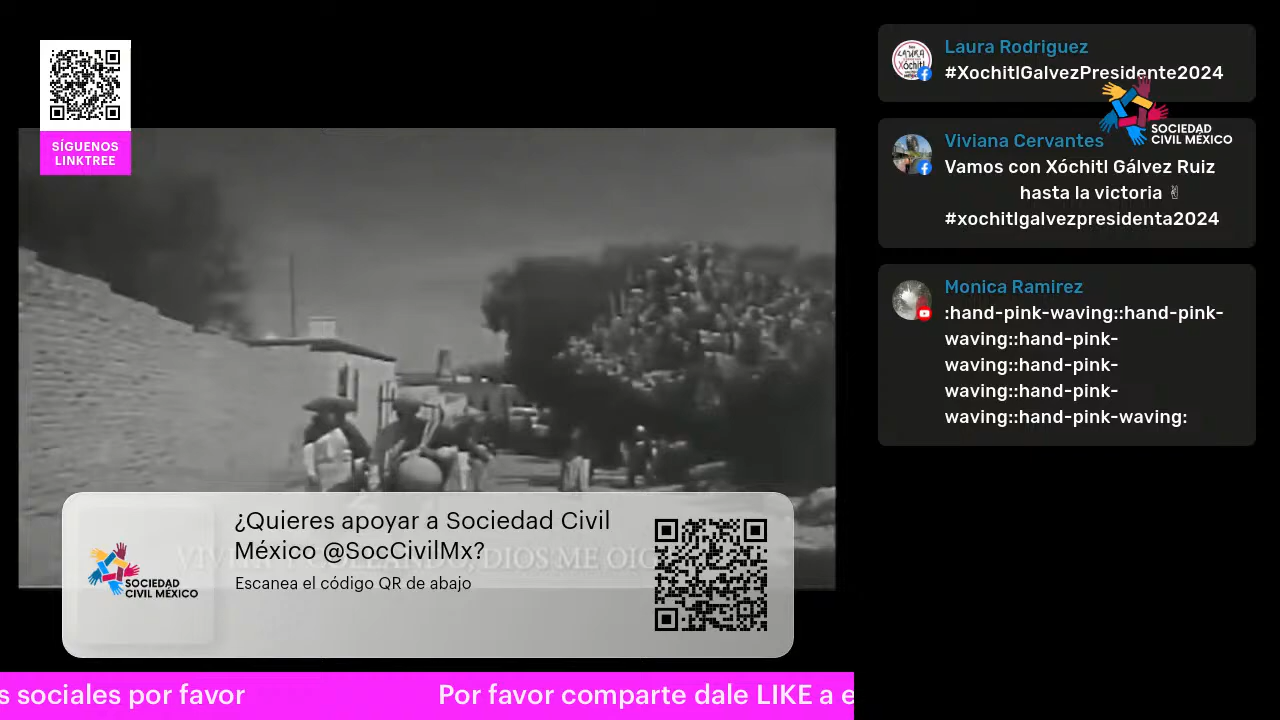 SÍGUENOS
LINKTREE
Laura Rodriguez
#XochitlGalvezPresidente2024
SOCIEDAD
CIVIL MÉXICO
Viviana Cervantes
Vamos con Xóchitl Gálvez Ruiz
hasta la victoria ✌
#xochitlgalvezpresidenta2024
Monica Ramirez
:hand-pink-waving::hand-pink-
waving::hand-pink-
waving::hand-pink-
waving::hand-pink-
waving::hand-pink-waving:
¿Quieres apoyar a Sociedad Civil
México @SocCivilMx?
Escanea el código QR de abajo
SOCIEDAD
CIVIL MÉXICO
DIOS ME
s sociales por favor
Por favor comparte dale LIKE a e